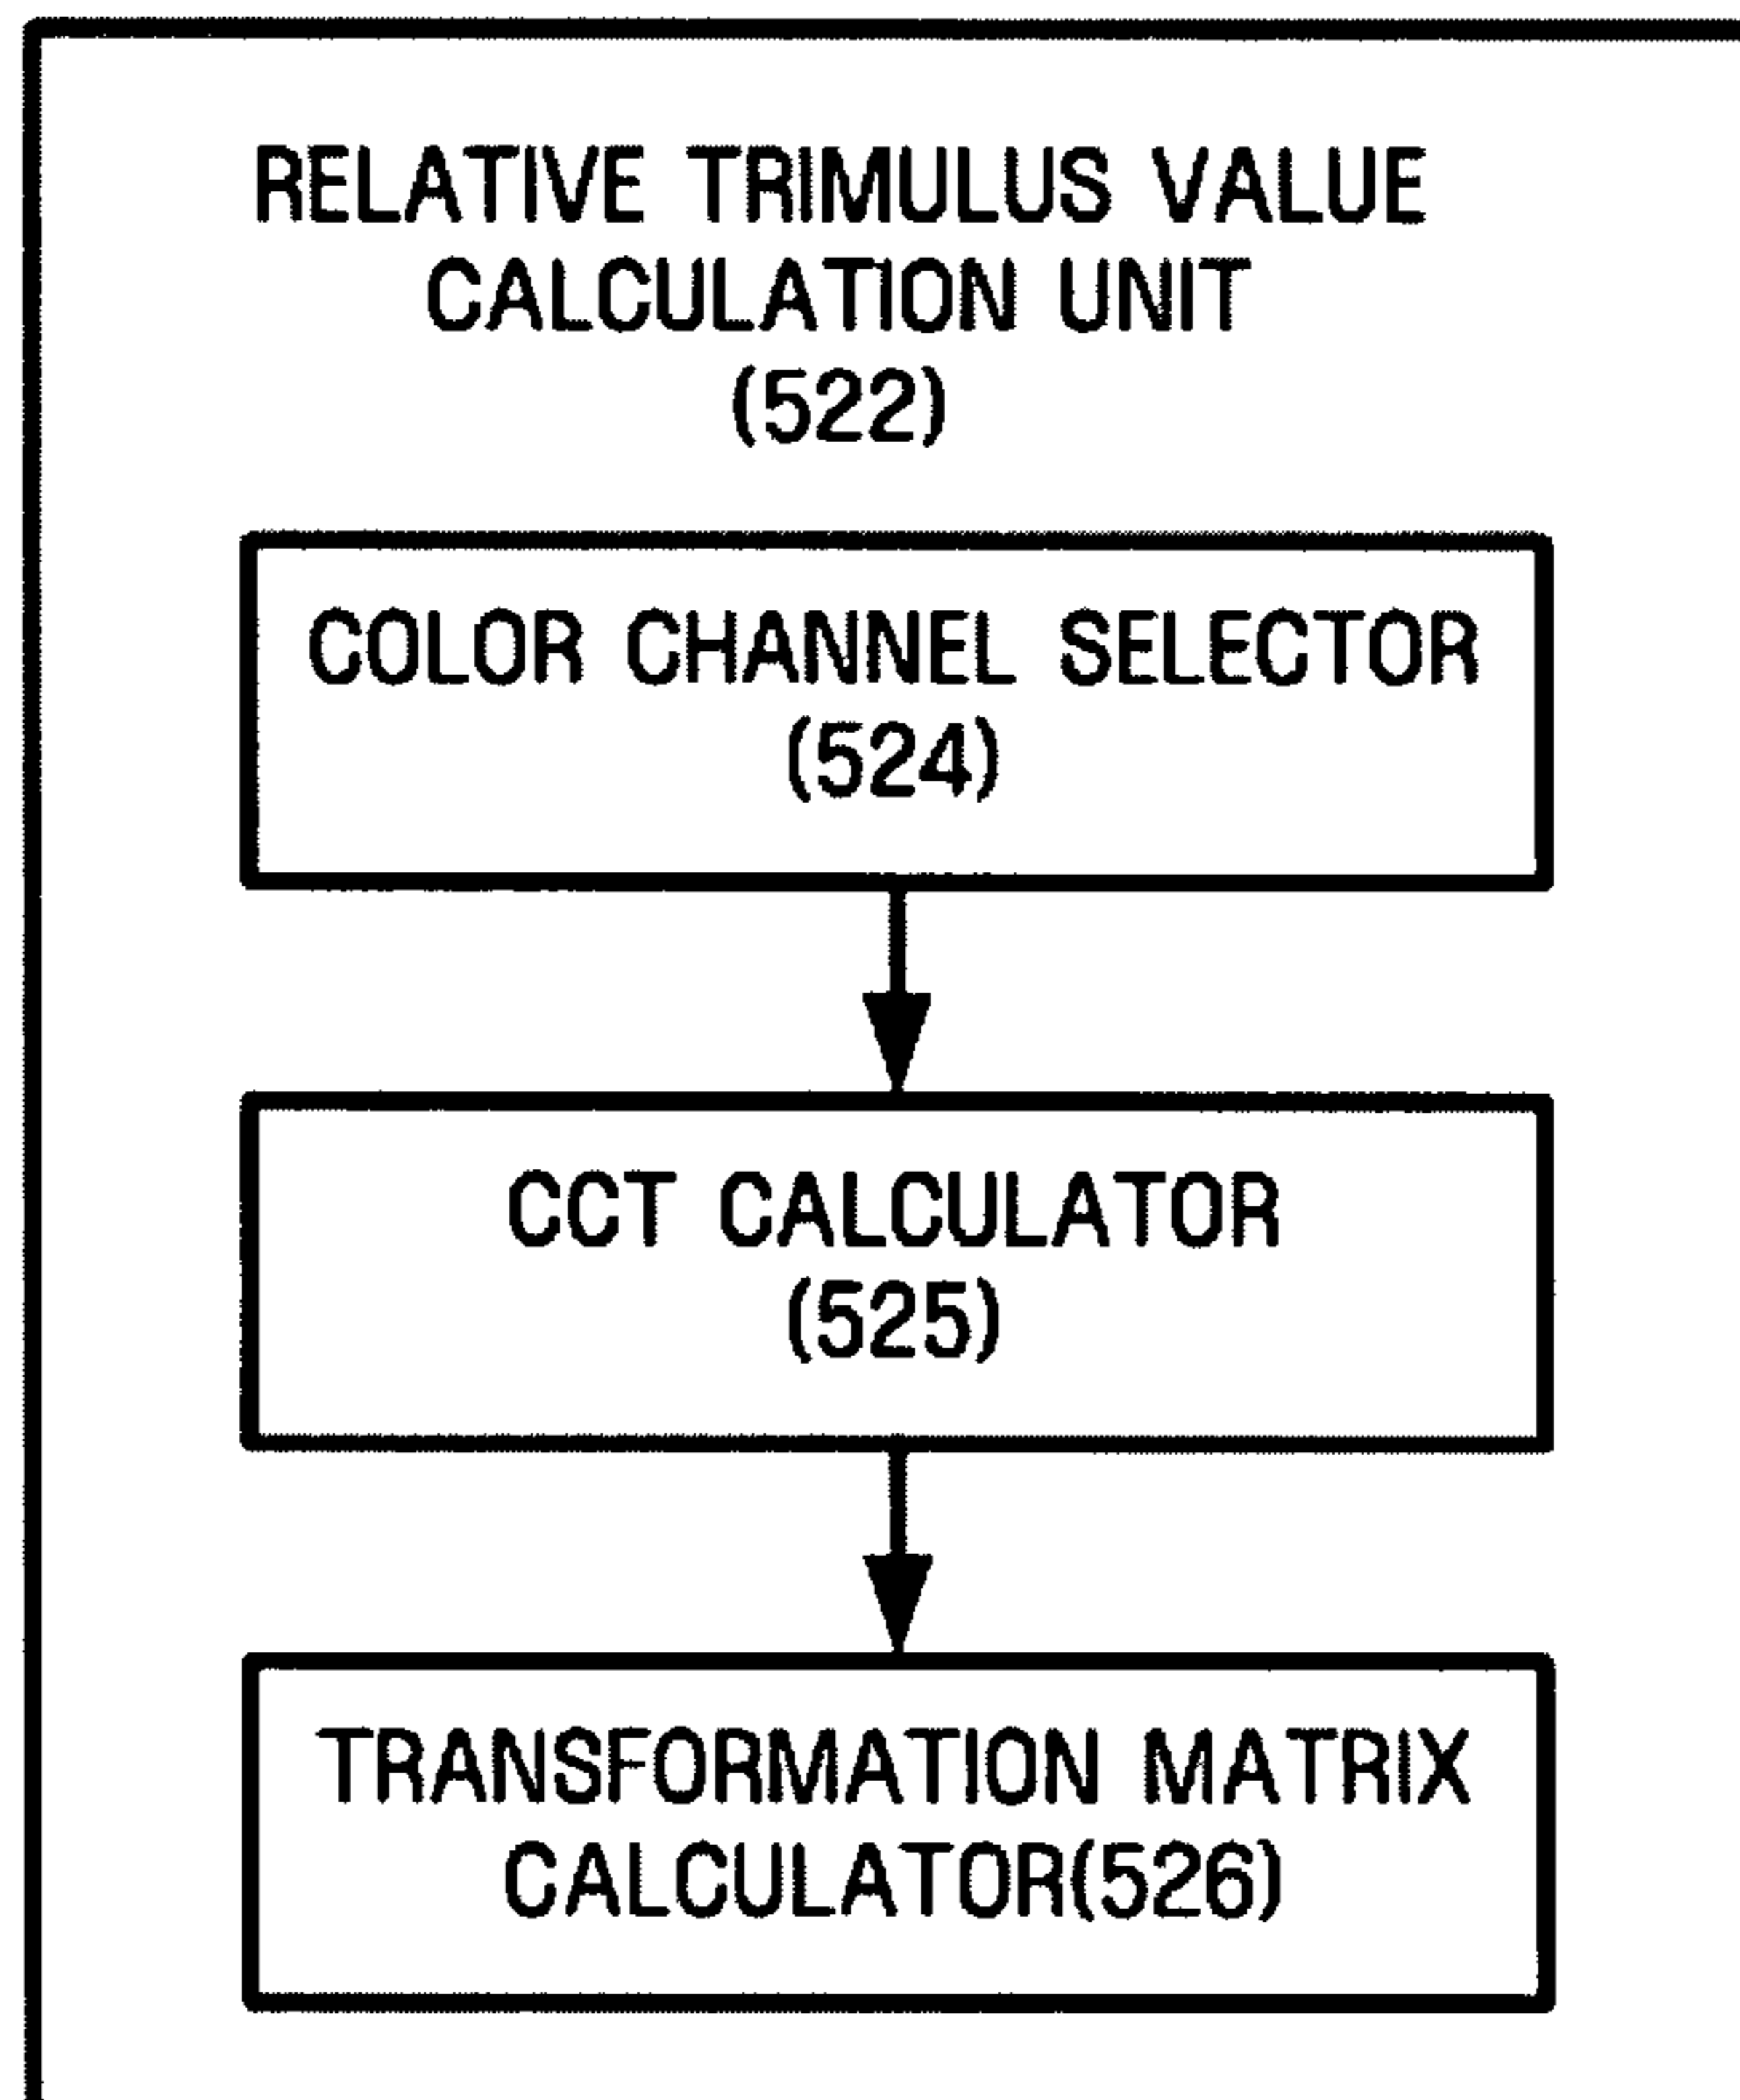 RELATIVE TRIMULUS VALUE
CALCULATION UNIT
(522)
COLOR CHANNEL SELECTOR
(524)
CCT CALCULATOR
(525)
TRANSFORMATION MATRIX
CALCULATOR(526)